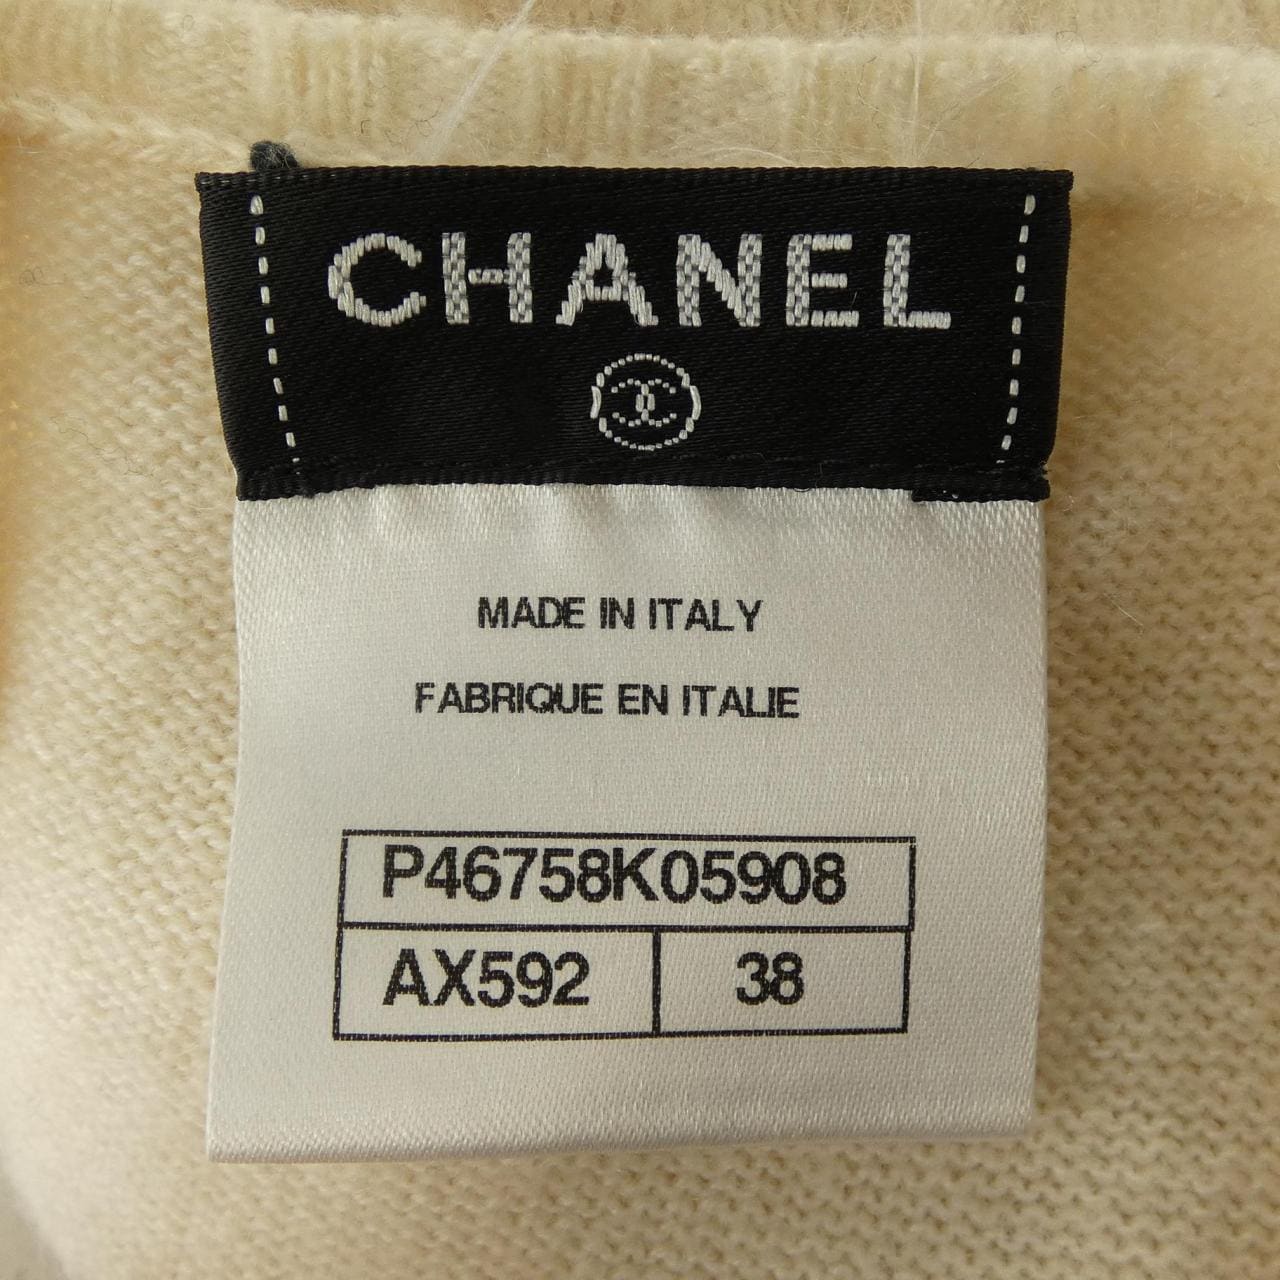 CHANEL
MADE IN ITALY
FABRIQUE EN ITALIE
P46758K05908
AX592 38